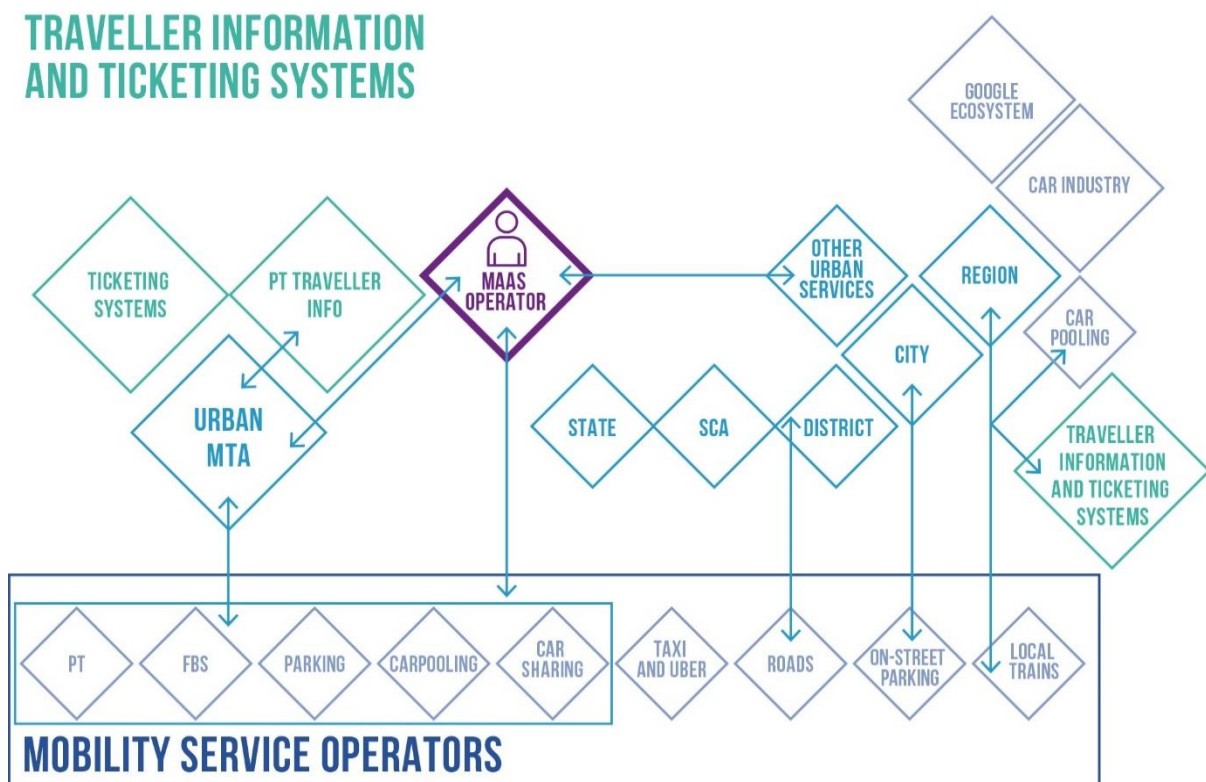 TRAVELLER INFORMATION
AND TICKETING SYSTEMS
GOOGLE
ECOSYSTEM
CAR INDUSTRY
TICKETING
SYSTEMS
PT TRAVELLER
INFO
MAAS
OPERATOR
OTHER
URBAN
SERVICES
REGION
CAR
POOLING
CITY
URBAN
MTA
STATE
SCA
DISTRICT
TRAVELLER
INFORMATION
AND TICKETING
SYSTEMS
PT
FBS
PARKING
CARPOOLING
CAR
SHARING
TAXI
AND UBER
ROADS
ON-STREET
PARKING
LOCAL
TRAINS
MOBILITY SERVICE OPERATORS